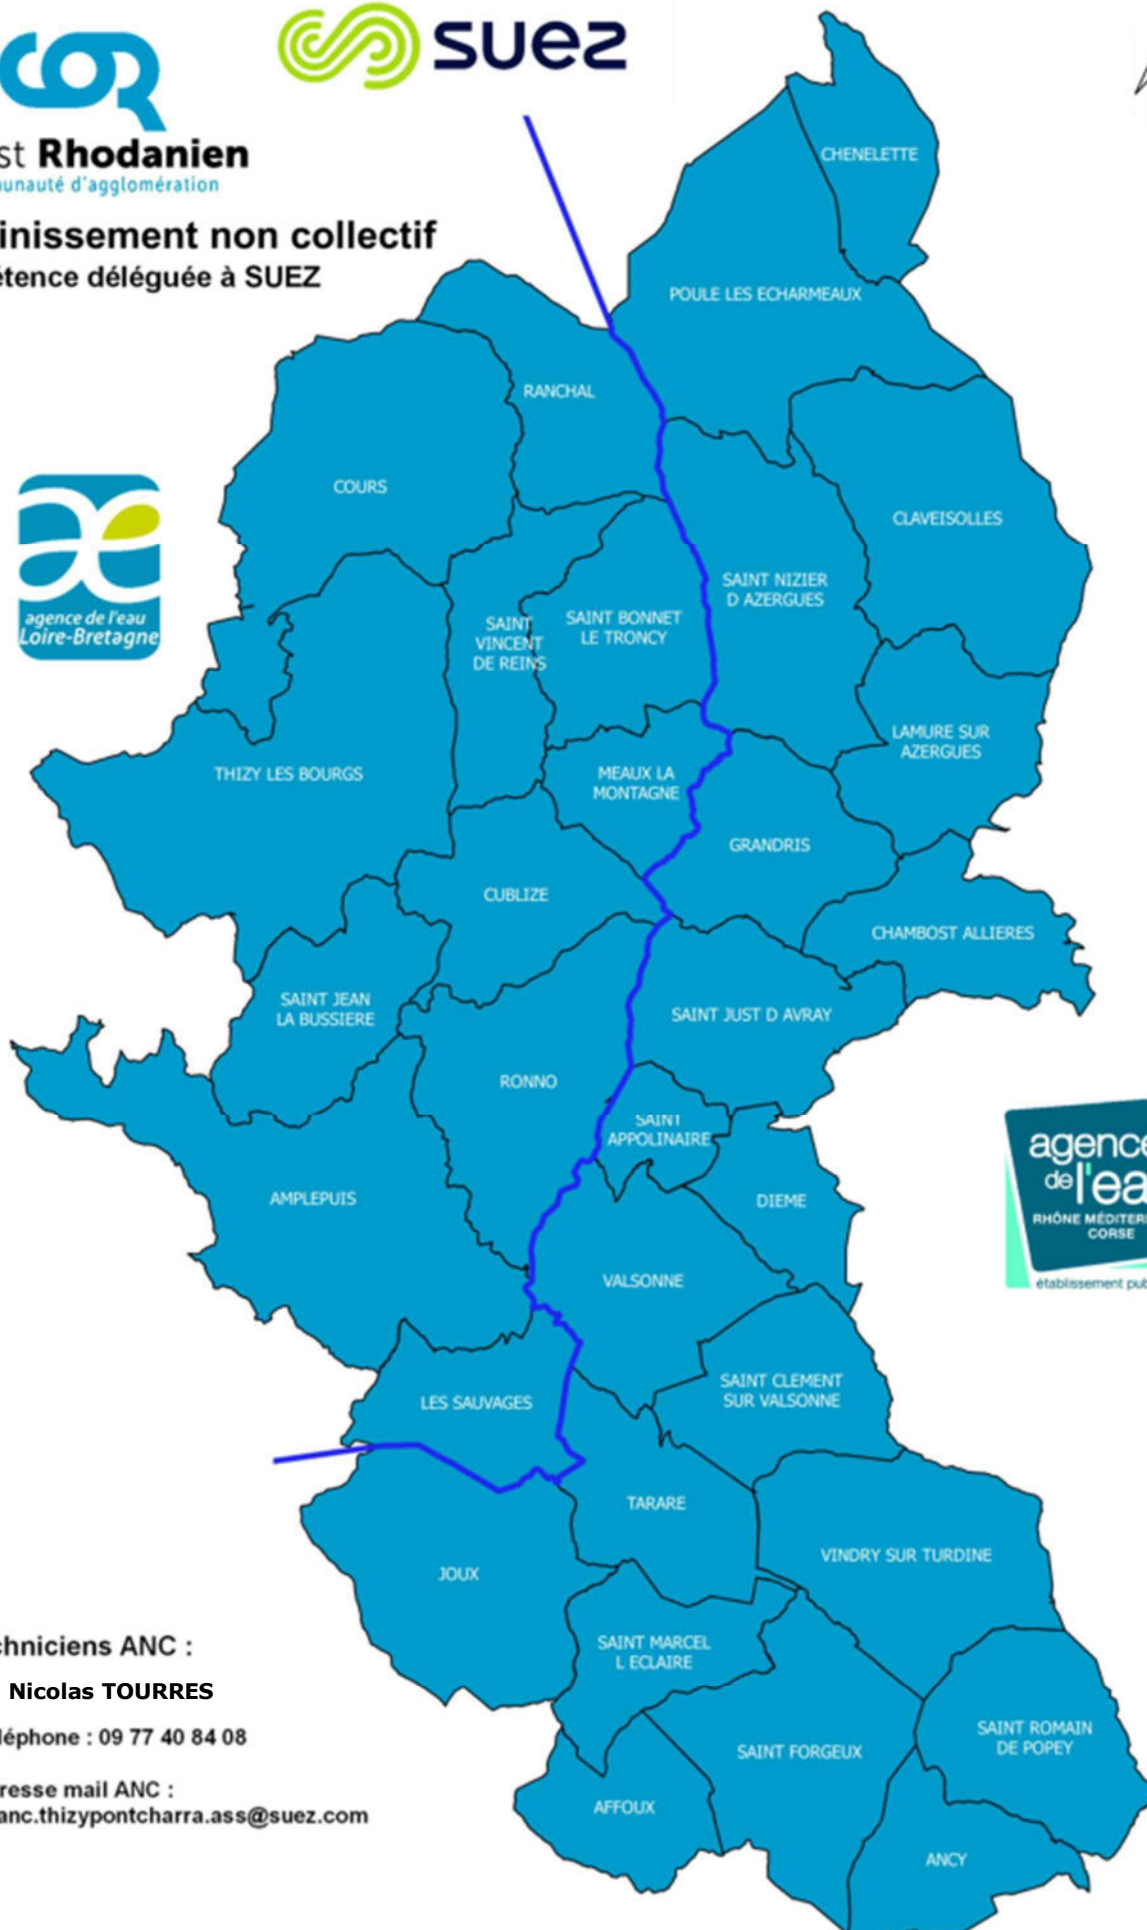 COR
suez
st Rhodanien
unauté d'agglomération
inissement non collectif
étence déléguée à SUEZ
CHENELETTE
POULE LES ECHARMEAUX
RANCHAL
COURS
CLAVEISOLLES
ae
agence de l'eau
Loire-Bretagne
SAINT NIZIER
D AZERGUES
SAINT BONNET
LE TRONCY
SAINT
VINCENT
DE REINS
LAMURE SUR
AZERGUES
THIZY LES BOURGS
MEAUX LA
MONTAGNE
GRANDRIS
CUBLIZE
CHAMBOST ALLIERES
SAINT JEAN
LA BUSSIERE
SAINT JUST D AVRAY
RONNO
SAINT
APPOLINAIRE
agence
de l'ea
RHÔNE MÉDITER
CORSE
établissement pub
AMPLEPUIS
DIEME
VALSONNE
SAINT CLEMENT
SUR VALSONNE
LES SAUVAGES
TARARE
VINDRY SUR TURDINE
JOUX
SAINT MARCEL
L ECLAIRE
chniciens ANC :
Nicolas TOURRES
léphone : 09 77 40 84 08
resse mail ANC :
anc.thizypontcharra.ass@suez.com
SAINT ROMAIN
DE POPEY
SAINT FORGEUX
AFFOUX
ANCY